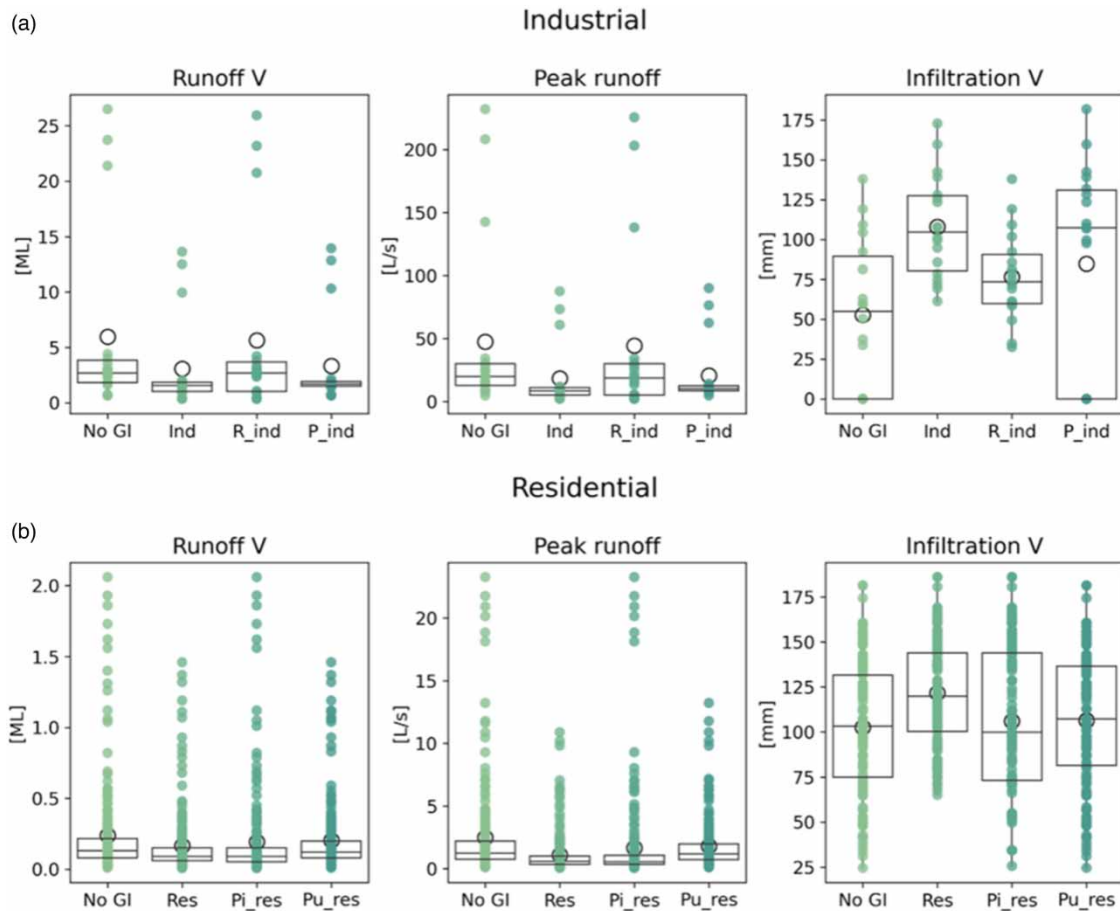 (a)
Industrial
Runoff V Peak runoff Infiltration V
[ML]
25
20
15
10
5
0
No GI Ind R_ind P_ind
[L/s]
200
150
100
50
0
No GI Ind R_ind P_ind
[mm]
175
150
125
100
75
50
25
0
No GI Ind R_ind P_ind
Residential
(b)
Runoff V Peak runoff Infiltration V
[ML]
2.0
1.5
1.0
0.5
0.0
No GI Res Pi_res Pu_res
[L/s]
20
15
10
5
0
No GI Res Pi_res Pu_res
[mm]
175
150
125
100
75
50
25
No GI Res Pi_res Pu_res